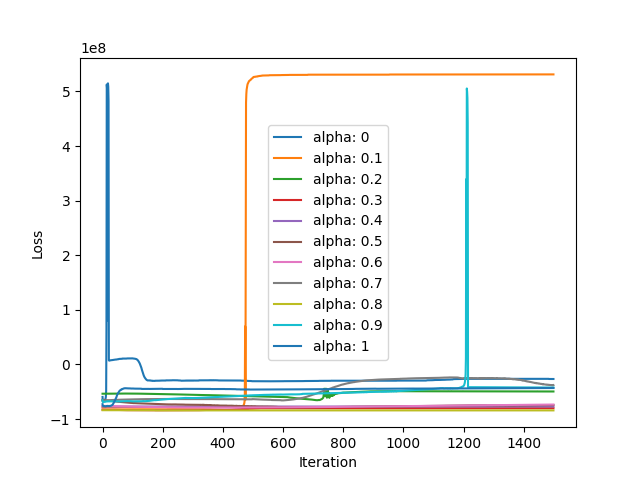 1e8
5
4
3
2
1
0
−1
Loss
alpha: 0
alpha: 0.1
alpha: 0.2
alpha: 0.3
alpha: 0.4
alpha: 0.5
alpha: 0.6
alpha: 0.7
alpha: 0.8
alpha: 0.9
alpha: 1
0 200 400 600 800 1000 1200 1400
Iteration